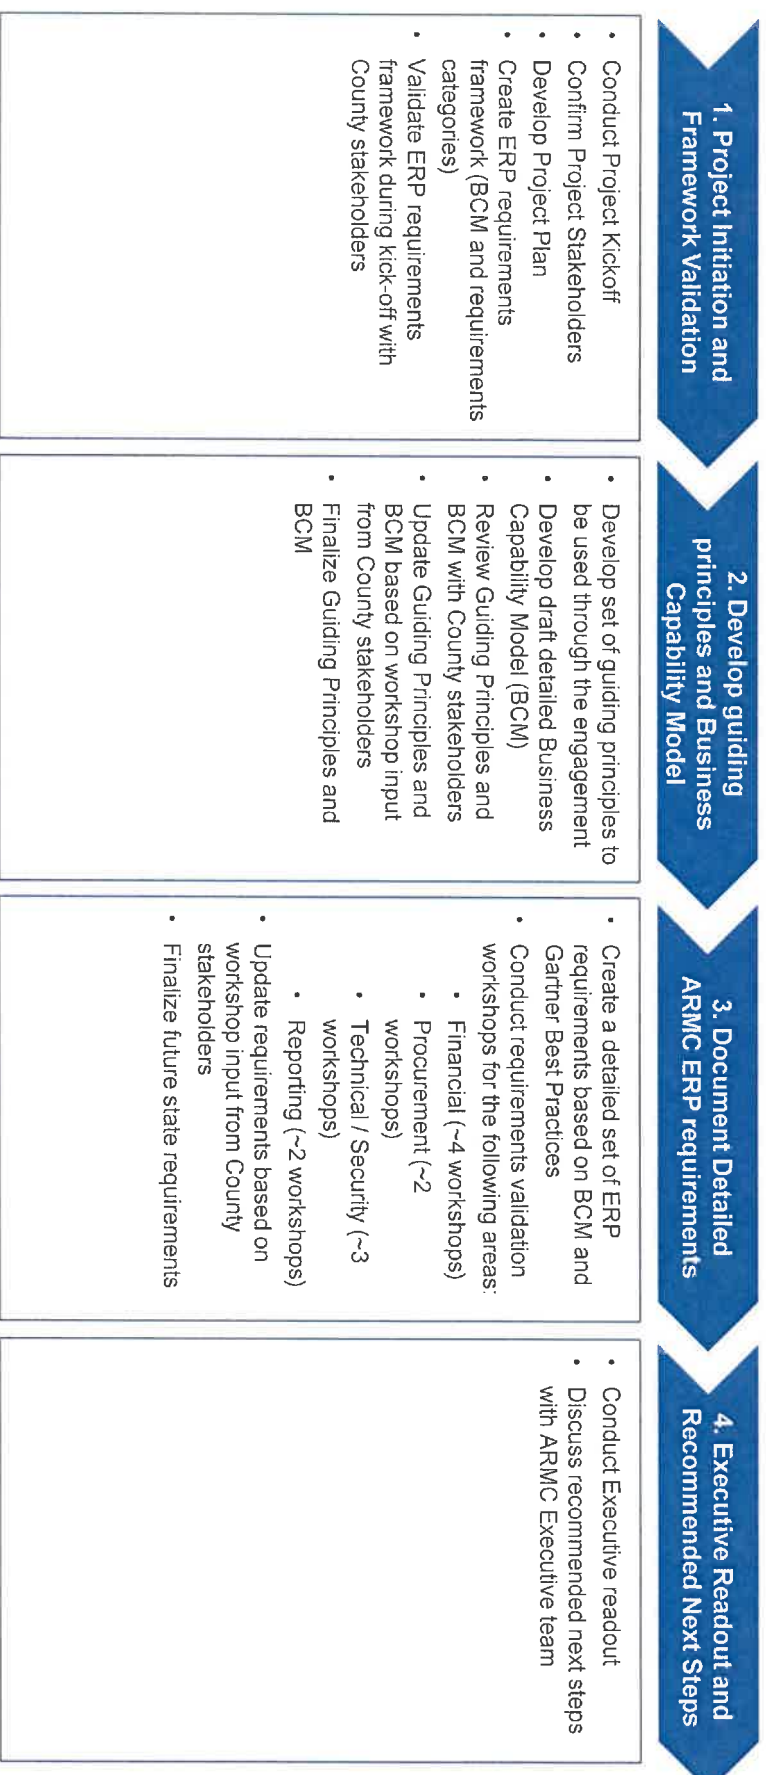 1. Project Initiation and
Framework Validation
• Conduct Project Kickoff
• Confirm Project Stakeholders
• Develop Project Plan
• Create ERP requirements
framework (BCM and requirements
categories)
• Validate ERP requirements
framework during kick-off with
County stakeholders
2. Develop guiding
principles and Business
Capability Model
• Develop set of guiding principles to
be used through the engagement
• Develop draft detailed Business
Capability Model (BCM)
• Review Guiding Principles and
BCM with County stakeholders
• Update Guiding Principles and
BCM based on workshop input
from County stakeholders
• Finalize Guiding Principles and
BCM
3. Document Detailed
ARMC ERP requirements
• Create a detailed set of ERP
requirements based on BCM and
Gartner Best Practices
• Conduct requirements validation
workshops for the following areas:
• Financial (~4 workshops)
• Procurement (~2
workshops)
• Technical / Security (~3
workshops)
• Reporting (~2 workshops)
• Update requirements based on
workshop input from County
stakeholders
• Finalize future state requirements
4. Executive Readout and
Recommended Next Steps
• Conduct Executive readout
• Discuss recommended next steps
with ARMC Executive team